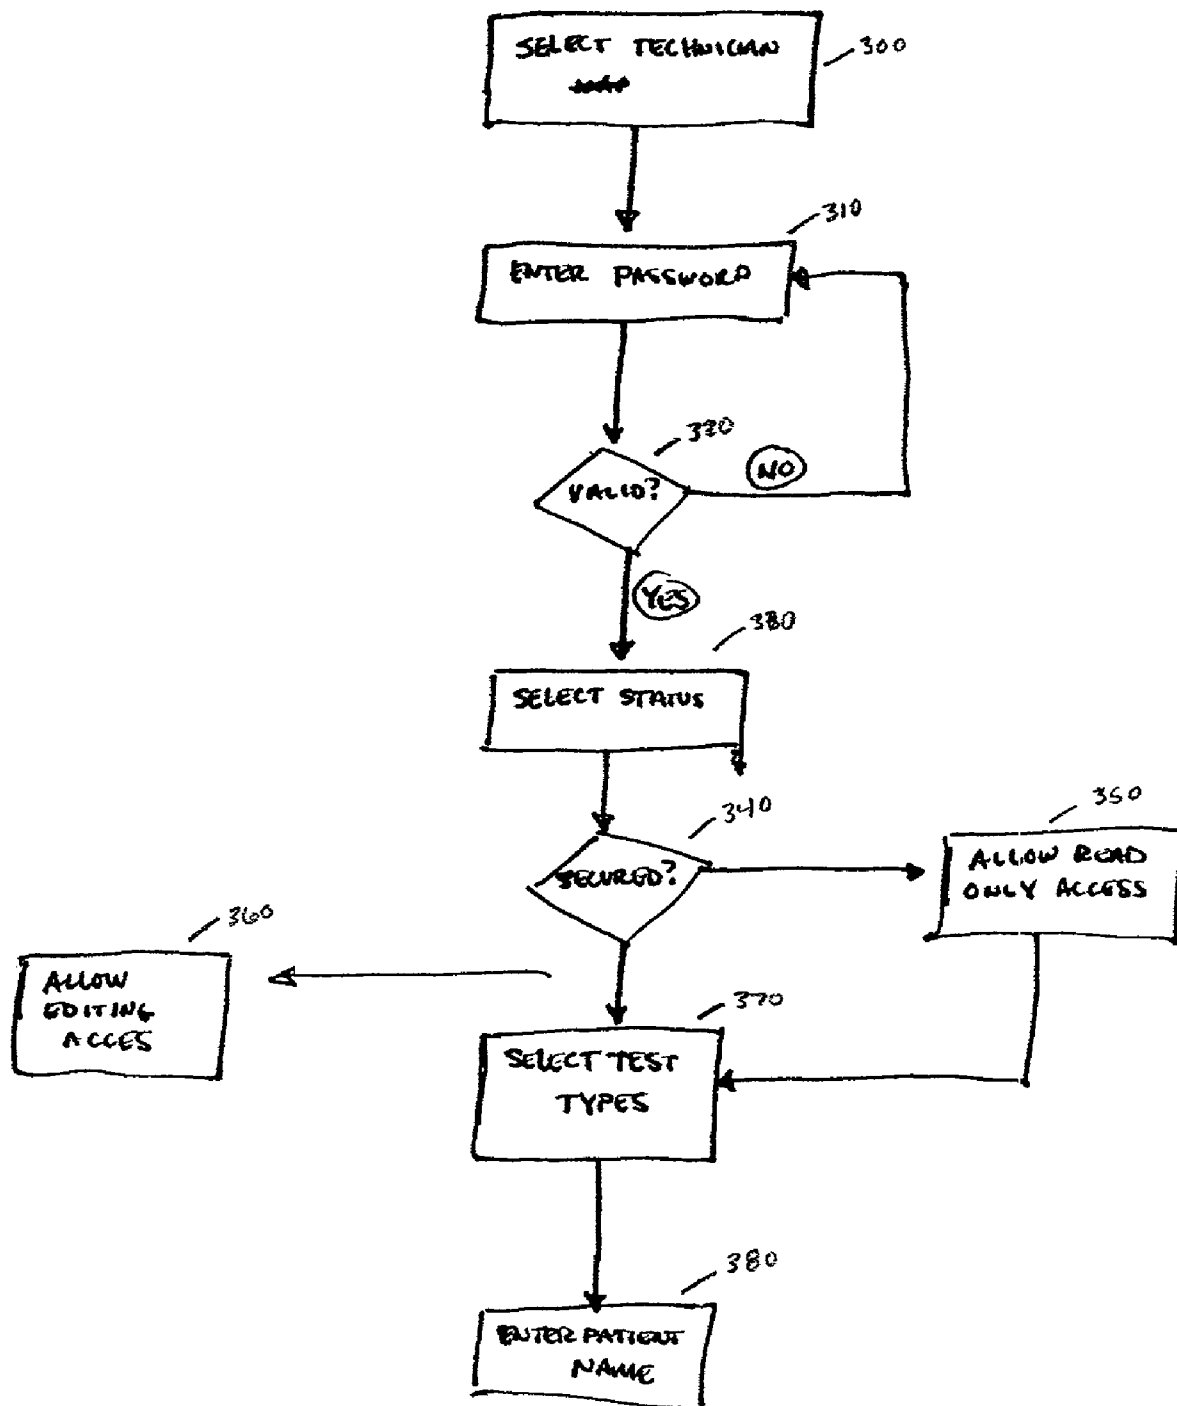 SELECT TECHNICIAN
300
310
ENTER PASSWORD
320
VALID?
NO
YES
330
SELECT STATUS
340
SECURED?
350
ALLOW READ
ONLY ACCESS
360
ALLOW
EDITING
ACCES
370
SELECT TEST
TYPES
380
ENTER PATIENT
NAME